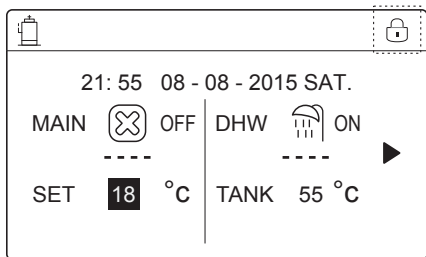 21: 55 08 - 08 - 2015 SAT.
MAIN OFF DHW ON
---- ----
SET 18 °C TANK 55 °C